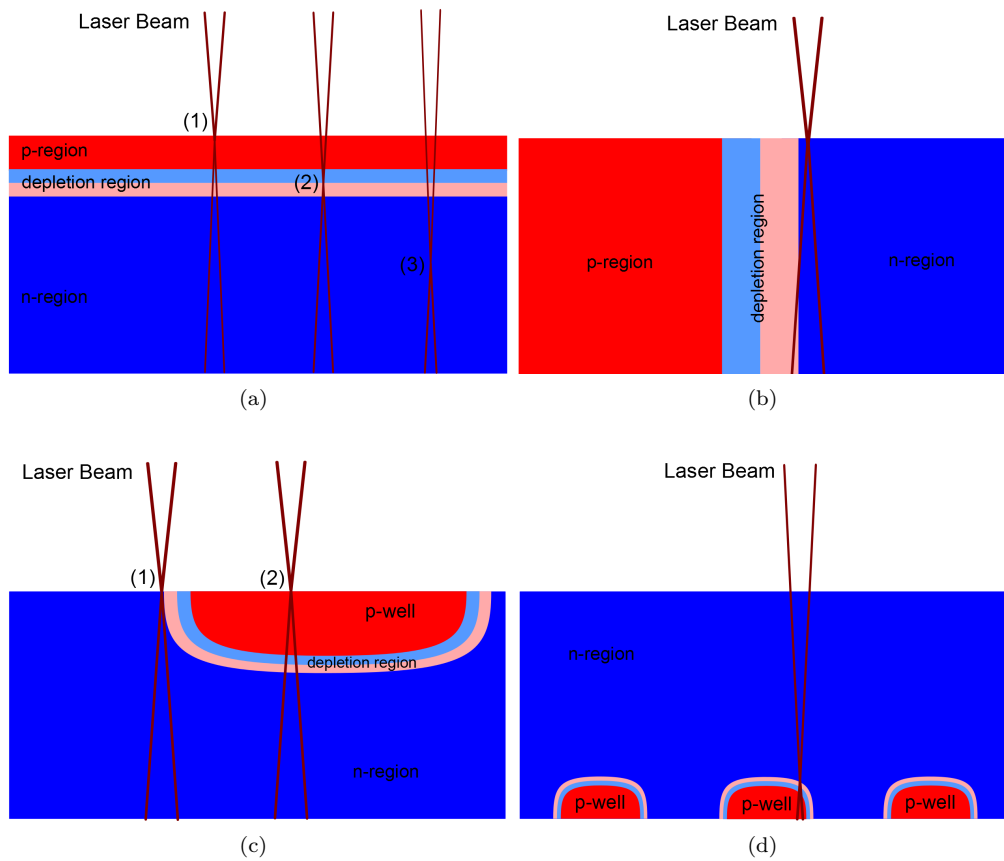 Laser Beam
(1)
p-region
depletion region
(2)
(3)
n-region
(a)
Laser Beam
p-region
depletion region
n-region
(b)
Laser Beam
(1)
(2)
p-well
depletion region
n-region
(c)
Laser Beam
n-region
p-well
p-well
p-well
(d)